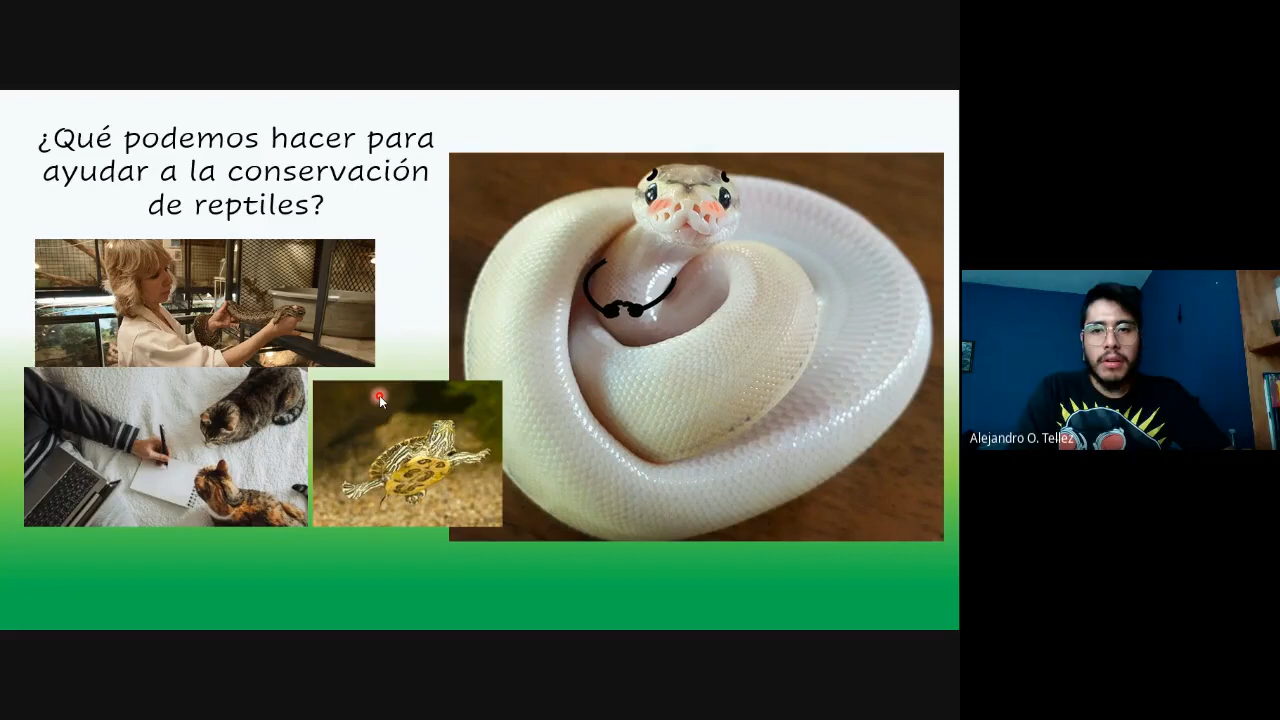 ¿Qué podemos hacer para
ayudar a la conservación
de reptiles?
Alejandro O. Tellez